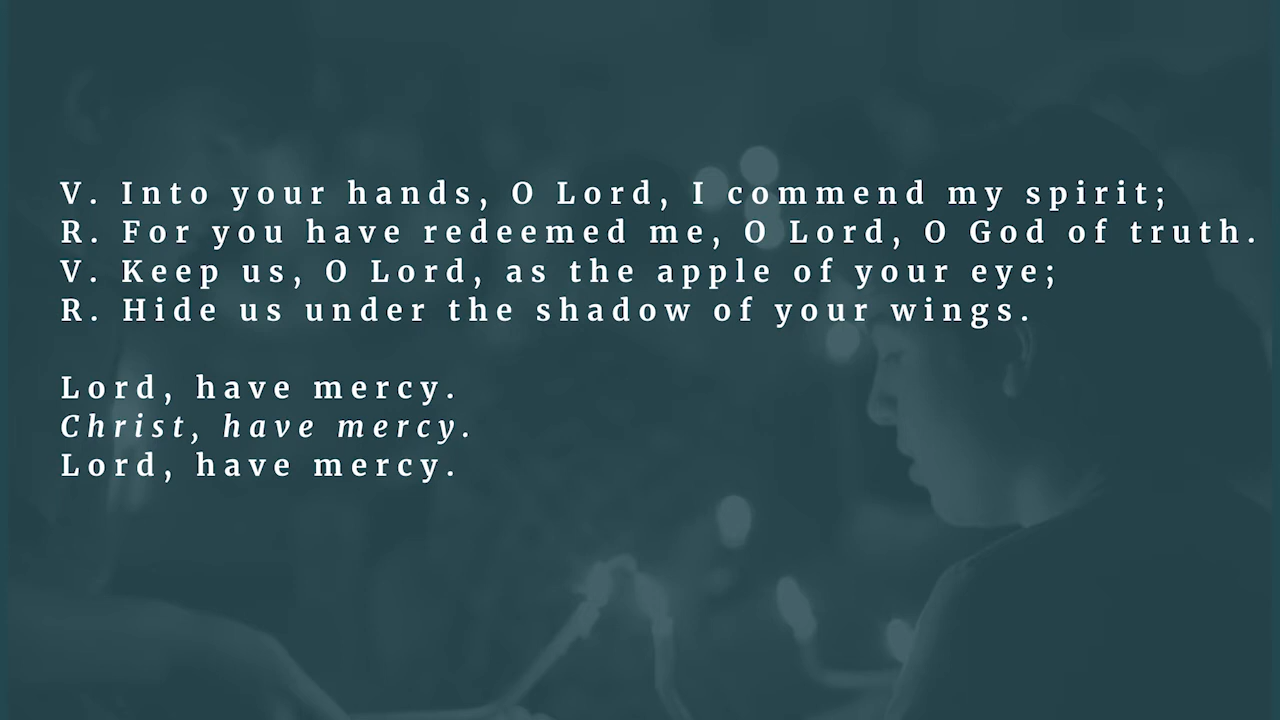 V. Into your hands, O Lord, I commend my spirit;
R. For you have redeemed me, O Lord, O God of truth.
V. Keep us, O Lord, as the apple of your eye;
R. Hide us under the shadow of your wings.
Lord, have mercy.
Christ, have mercy.
Lord, have mercy.